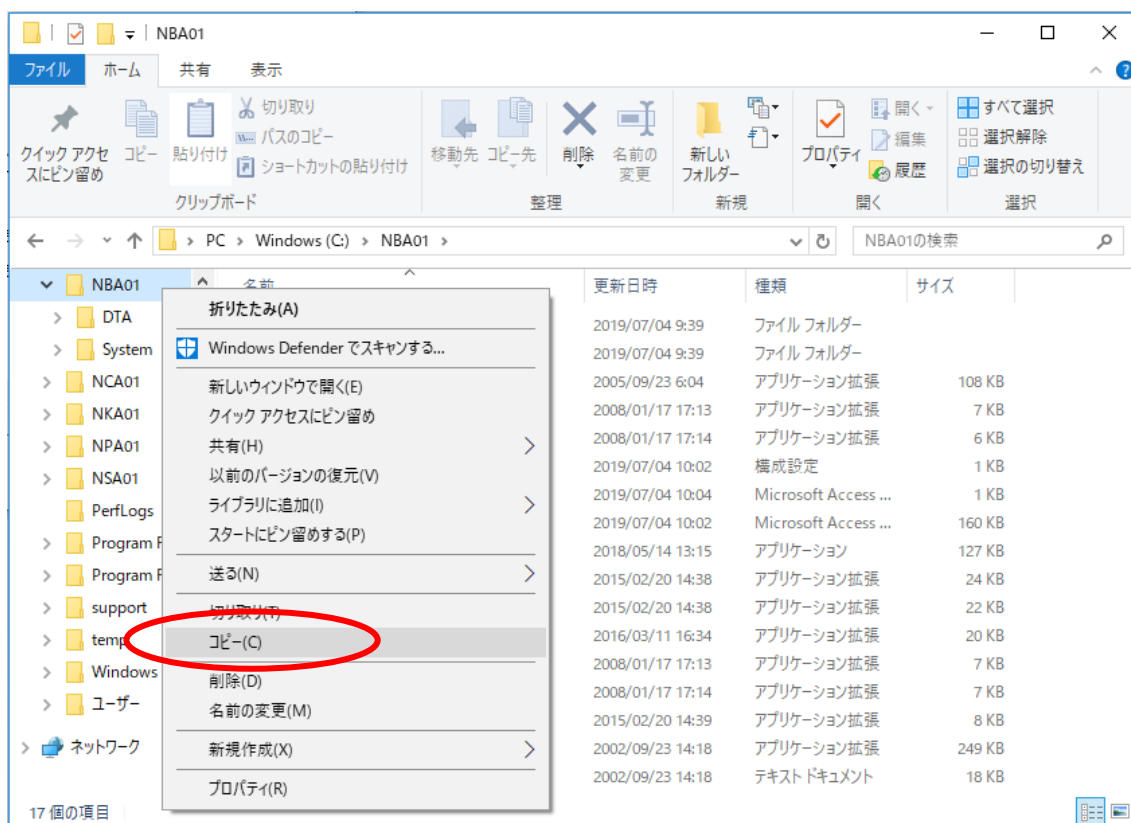 NBA01
ファイル ホーム 共有 表示
クイック アクセスにピン留め
コピー
貼り付け
切り取り
パスのコピー
ショートカットの貼り付け
クリップボード
移動先
コピー先
削除
名前の変更
整理
新しいフォルダー
新規
プロパティ
開く
編集
履歴
開く
すべて選択
選択解除
選択の切り替え
選択
PC > Windows (C:) > NBA01 >
NBA01の検索
NBA01
DTA
System
NCA01
NKA01
NPA01
NSA01
PerfLogs
Program F
Program F
support
temp
Windows
ユーザー
ネットワーク
折りたたみ(A)
Windows Defender でスキャンする...
新しいウィンドウで開く(E)
クイック アクセスにピン留め
共有(H)
以前のバージョンの復元(V)
ライブラリに追加(I)
スタートにピン留めする(P)
送る(N)
切り取り(T)
コピー(C)
削除(D)
名前の変更(M)
新規作成(X)
プロパティ(R)
名前 更新日時 種類 サイズ
2019/07/04 9:39 ファイル フォルダー
2019/07/04 9:39 ファイル フォルダー
2005/09/23 6:04 アプリケーション拡張 108 KB
2008/01/17 17:13 アプリケーション拡張 7 KB
2008/01/17 17:14 アプリケーション拡張 6 KB
2019/07/04 10:02 構成設定 1 KB
2019/07/04 10:04 Microsoft Access ... 1 KB
2019/07/04 10:02 Microsoft Access ... 160 KB
2018/05/14 13:15 アプリケーション 127 KB
2015/02/20 14:38 アプリケーション拡張 24 KB
2015/02/20 14:38 アプリケーション拡張 22 KB
2016/03/11 16:34 アプリケーション拡張 20 KB
2008/01/17 17:13 アプリケーション拡張 7 KB
2008/01/17 17:14 アプリケーション拡張 7 KB
2015/02/20 14:39 アプリケーション拡張 8 KB
2002/09/23 14:18 アプリケーション拡張 249 KB
2002/09/23 14:18 テキスト ドキュメント 18 KB
17 個の項目